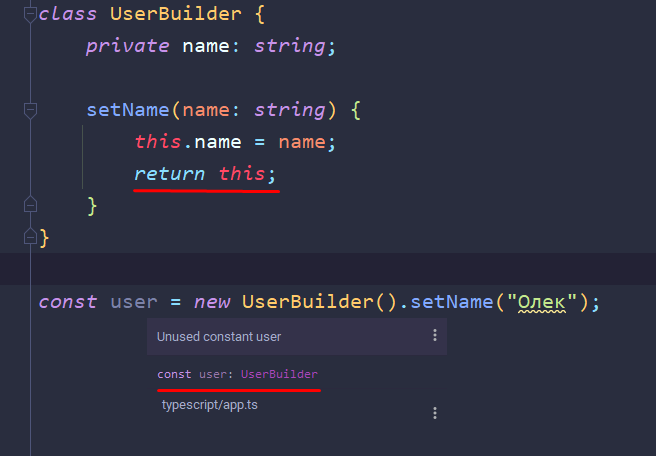 class UserBuilder {
private name: string;
setName(name: string) {
this.name = name;
return this;
}
}
const user = new UserBuilder().setName("Олек");
Unused constant user
const user: UserBuilder
typescript/app.ts